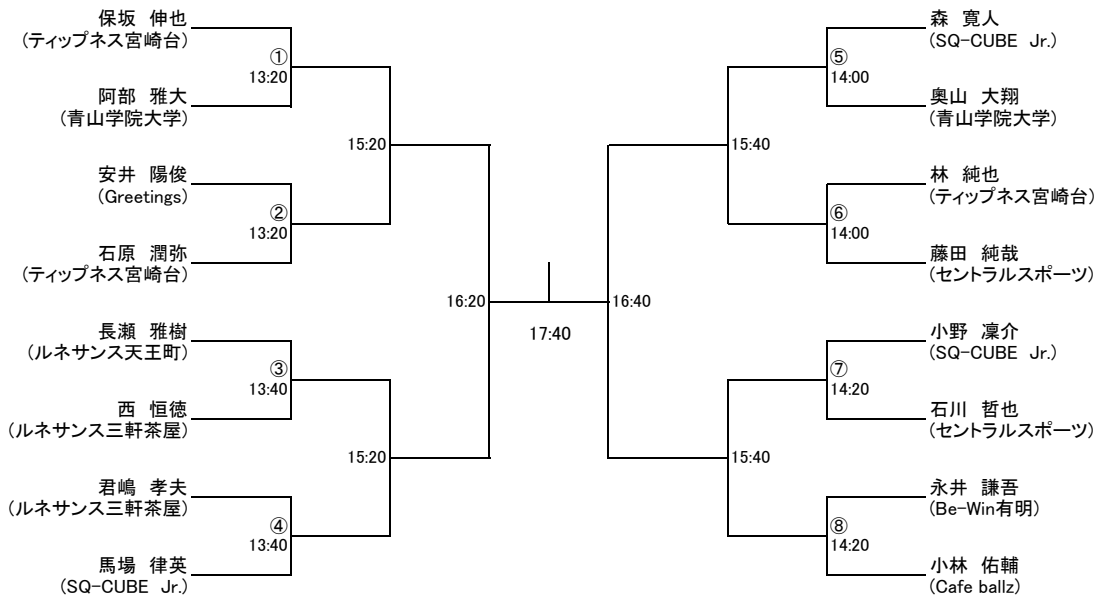 保坂 伸也
(ティップネス宮崎台)
①
13:20
阿部 雅大
(青山学院大学)
15:20
安井 陽俊
(Greetings)
②
13:20
石原 潤弥
(ティップネス宮崎台)
16:20
長瀬 雅樹
(ルネサンス天王町)
③
13:40
西 恒徳
(ルネサンス三軒茶屋)
15:20
君嶋 孝夫
(ルネサンス三軒茶屋)
④
13:40
馬場 律英
(SQ-CUBE Jr.)
17:40
森 寛人
(SQ-CUBE Jr.)
⑤
14:00
奥山 大翔
(青山学院大学)
15:40
林 純也
(ティップネス宮崎台)
⑥
14:00
藤田 純哉
(セントラルスポーツ)
16:40
小野 凜介
(SQ-CUBE Jr.)
⑦
14:20
石川 哲也
(セントラルスポーツ)
15:40
永井 謙吾
(Be-Win有明)
⑧
14:20
小林 佑輔
(Cafe ballz)